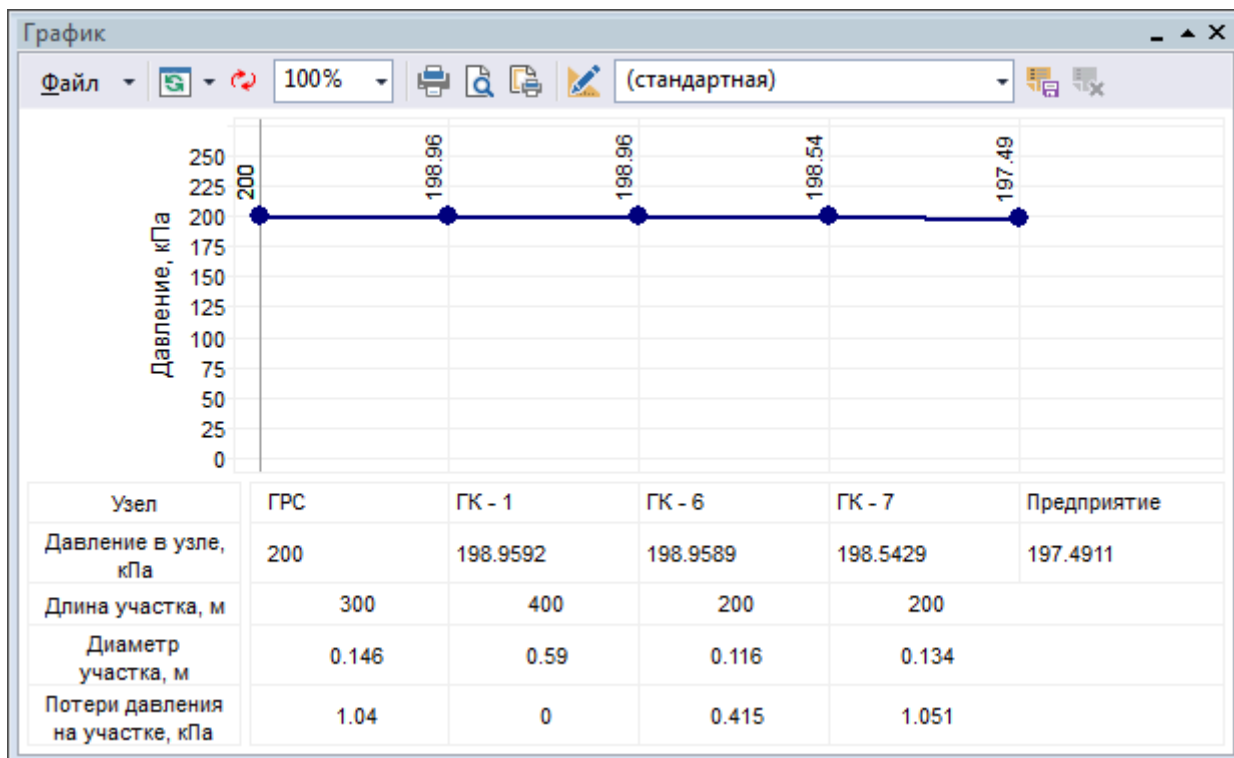 График
Файл
100%
(стандартная)
250
225
200
175
150
125
100
75
50
25
0
Давление, кПа
200
198.96
198.96
198.54
197.49
Узел ГРС ГК - 1 ГК - 6 ГК - 7 Предприятие
Давление в узле,
кПа
200 198.9592 198.9589 198.5429 197.4911
Длина участка, м 300 400 200 200
Диаметр
участка, м
0.146 0.59 0.116 0.134
Потери давления
на участке, кПа
1.04 0 0.415 1.051